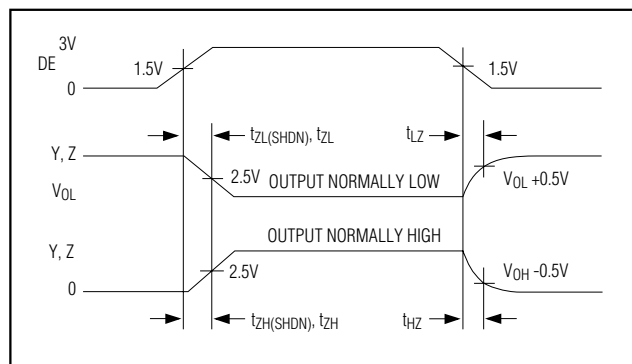 3V
DE
1.5V
1.5V
0
tZL(SHDN), tZL
tLZ
Y, Z
2.5V
OUTPUT NORMALLY LOW
VOL +0.5V
VOL
OUTPUT NORMALLY HIGH
Y, Z
2.5V
VOH -0.5V
0
tZH(SHDN), tZH
tHZ